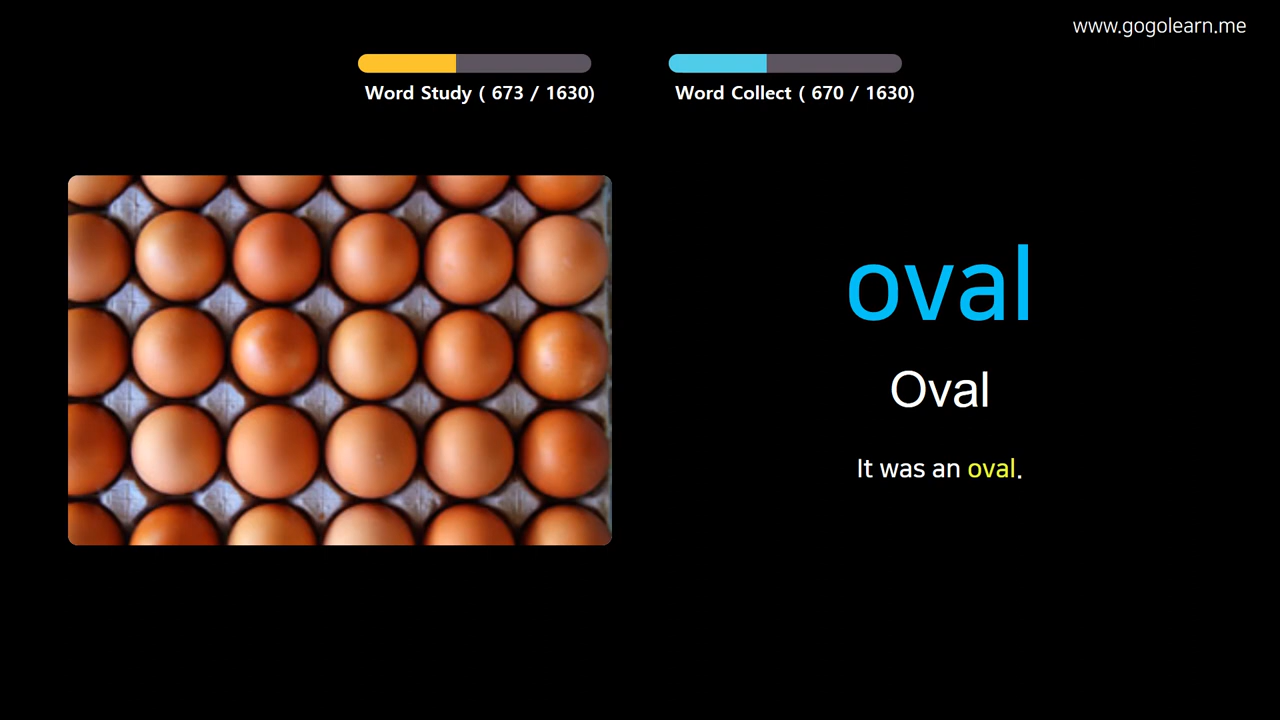 www.gogolearn.me
Word Study ( 673 / 1630)
Word Collect ( 670 / 1630)
oval
Oval
It was an oval.